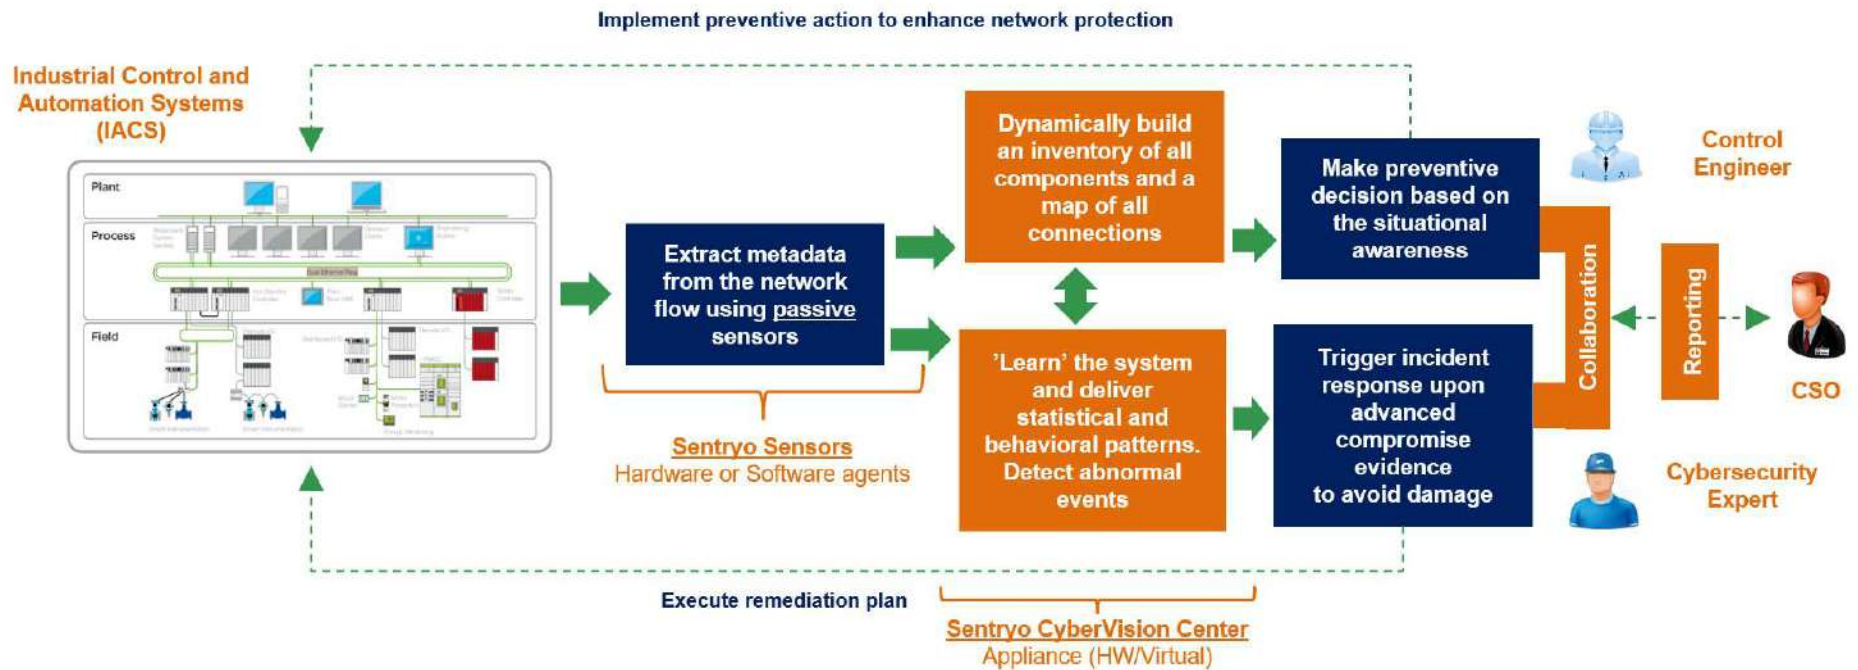 Implement preventive action to enhance network protection
Industrial Control and
Automation Systems
(IACS)
Plant
Process
Field
Extract metadata
from the network
flow using passive
sensors
Sentryo Sensors
Hardware or Software agents
Dynamically build
an inventory of all
components and a
map of all
connections
'Learn' the system
and deliver
statistical and
behavioral patterns.
Detect abnormal
events
Make preventive
decision based on
the situational
awareness
Trigger incident
response upon
advanced
compromise
evidence
to avoid damage
Control
Engineer
Collaboration
Reporting
CSO
Cybersecurity
Expert
Execute remediation plan
Sentryo CyberVision Center
Appliance (HW/Virtual)